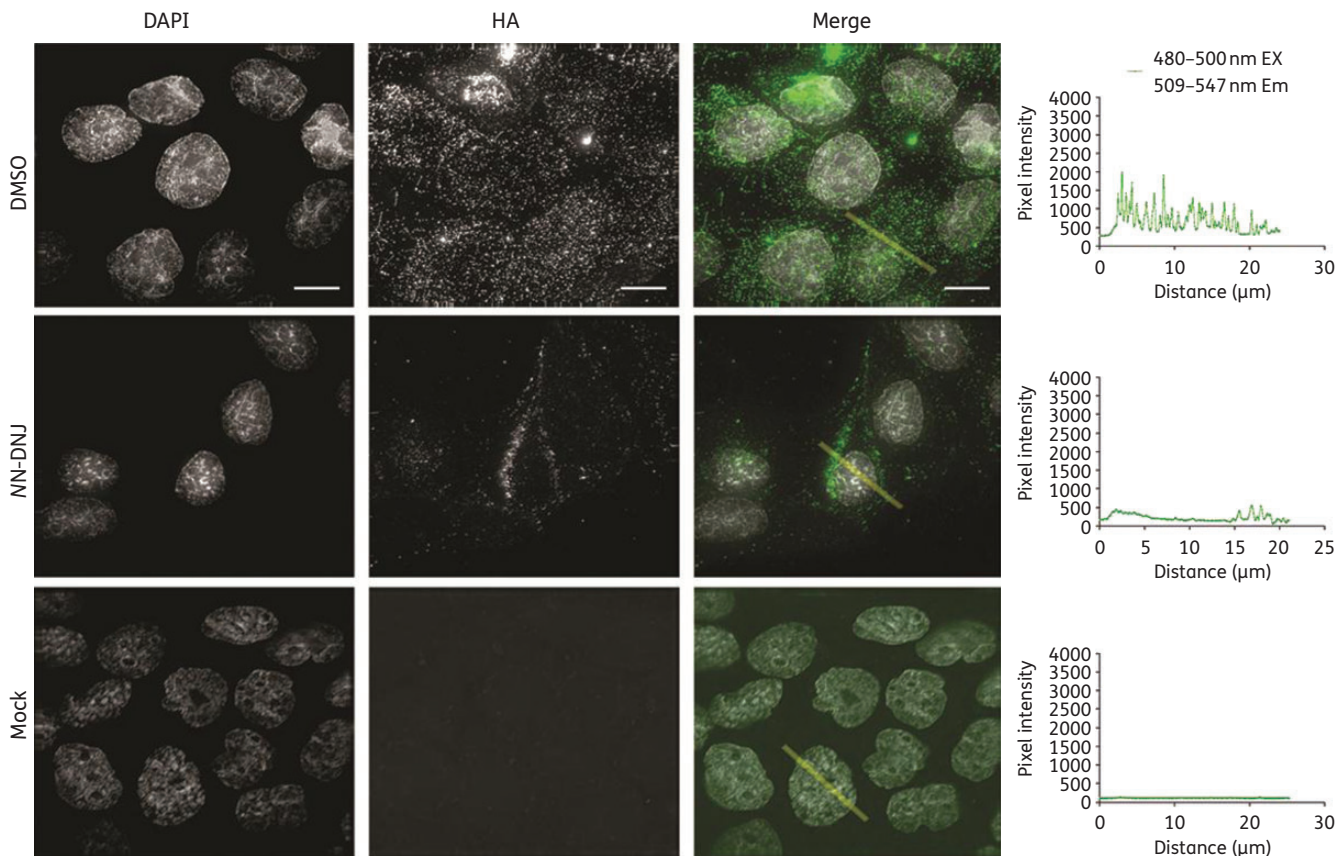 DAPI
HA
Merge
DMSO
480–500 nm EX
509–547 nm Em
Pixel intensity
4000
3500
3000
2500
2000
1500
1000
500
0
0 10 20 30
Distance (µm)
NN-DNJ
Pixel intensity
4000
3500
3000
2500
2000
1500
1000
500
0
0 5 10 15 20 25
Distance (µm)
Mock
Pixel intensity
4000
3500
3000
2500
2000
1500
1000
500
0
0 10 20 30
Distance (µm)